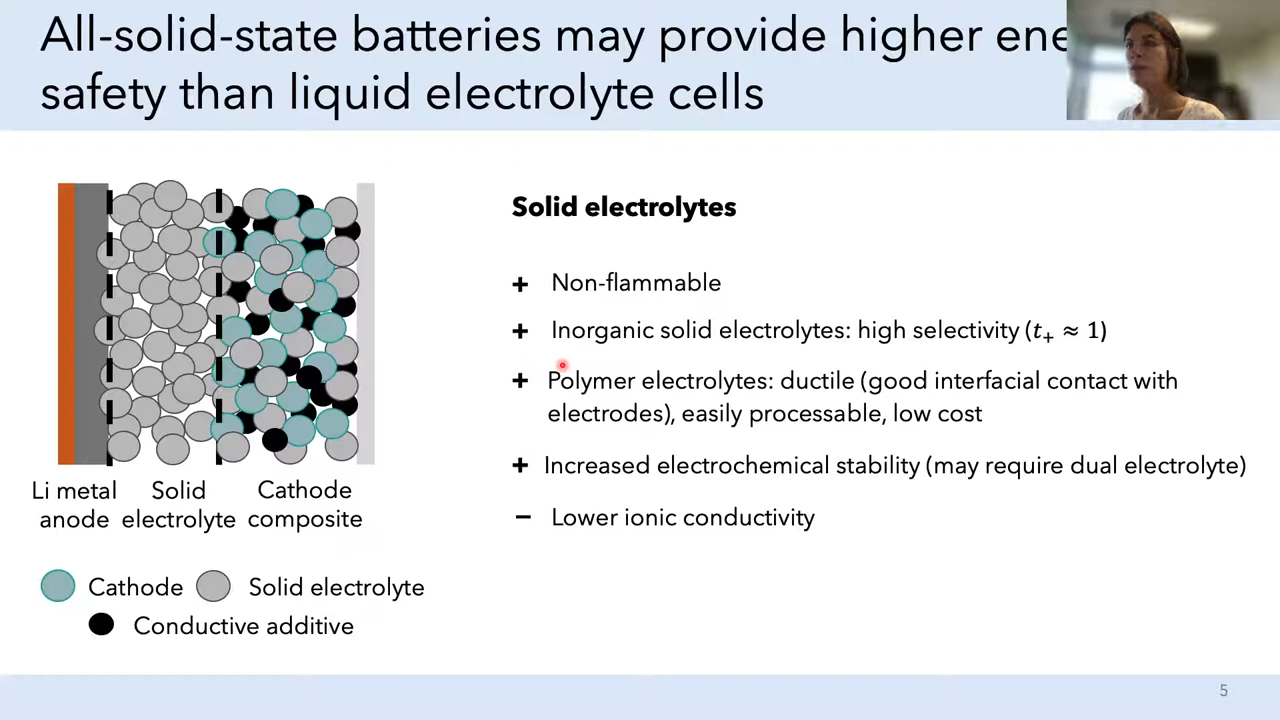 All-solid-state batteries may provide higher
safety than liquid electrolyte cells
Solid electrolytes
+ Non-flammable
+ Inorganic solid electrolytes: high selectivity (t₊ ≈ 1)
+ Polymer electrolytes: ductile (good interfacial contact with
electrodes), easily processable, low cost
+ Increased electrochemical stability (may require dual electrolyte)
− Lower ionic conductivity
Li metal
anode
Solid
electrolyte
Cathode
composite
Cathode
Solid electrolyte
Conductive additive
5